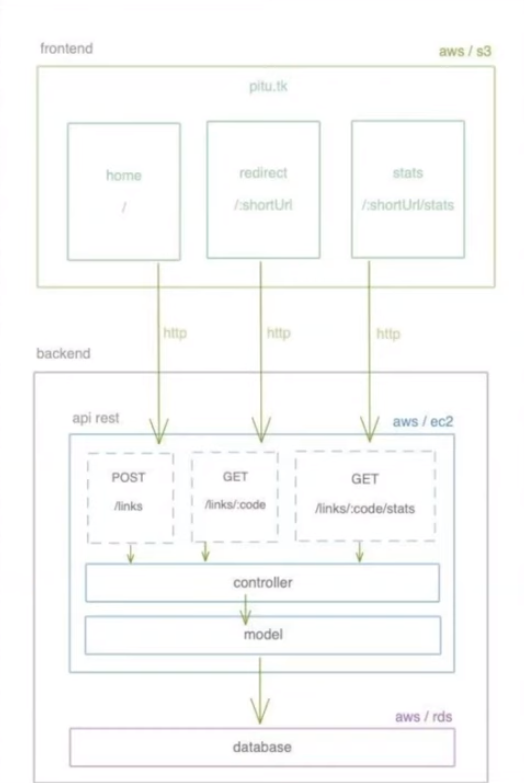 frontend
aws / s3
pitu.tk
home
/
redirect
/:shortUrl
stats
/:shortUrl/stats
http
http
http
backend
api rest
aws / ec2
POST
/links
GET
/links/:code
GET
/links/:code/stats
controller
model
aws / rds
database